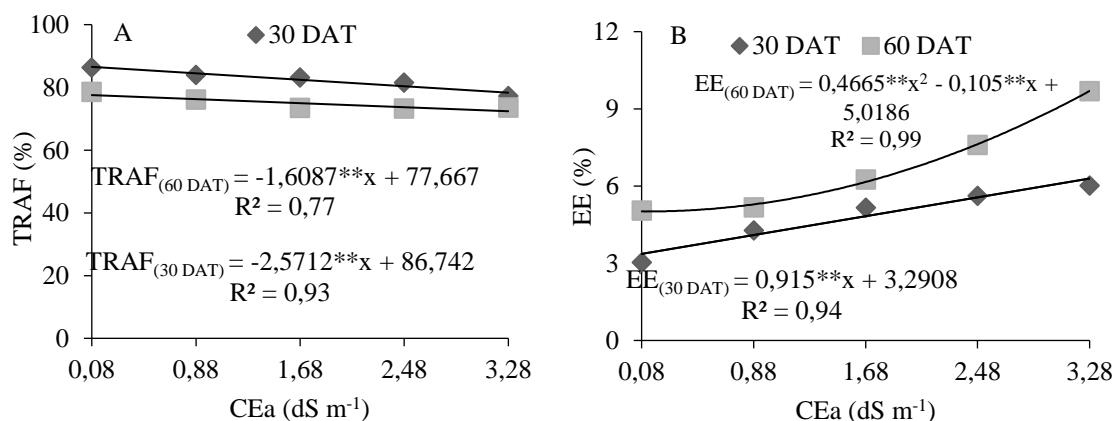 A
30 DAT
100
80
60
40
20
0
TRAF (%)
TRAF(60 DAT) = -1,6087**x + 77,667
R² = 0,77
TRAF(30 DAT) = -2,5712**x + 86,742
R² = 0,93
0,08 0,88 1,68 2,48 3,28
CEa (dS m-1)
B
30 DAT 60 DAT
12
9
6
3
0
EE (%)
EE(60 DAT) = 0,4665**x² - 0,105**x +
5,0186
R² = 0,99
EE(30 DAT) = 0,915**x + 3,2908
R² = 0,94
0,08 0,88 1,68 2,48 3,28
CEa (dS m-1)